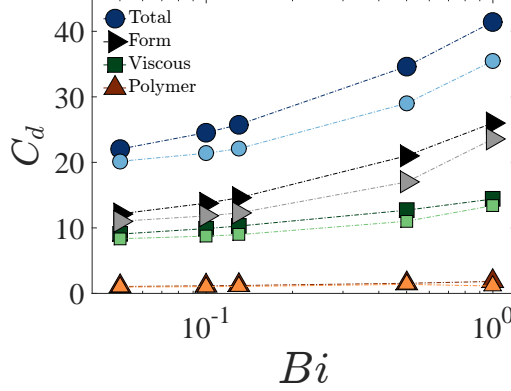 40
30
20
10
0
C_d
Total
Form
Viscous
Polymer
10^{-1}
10^0
Bi